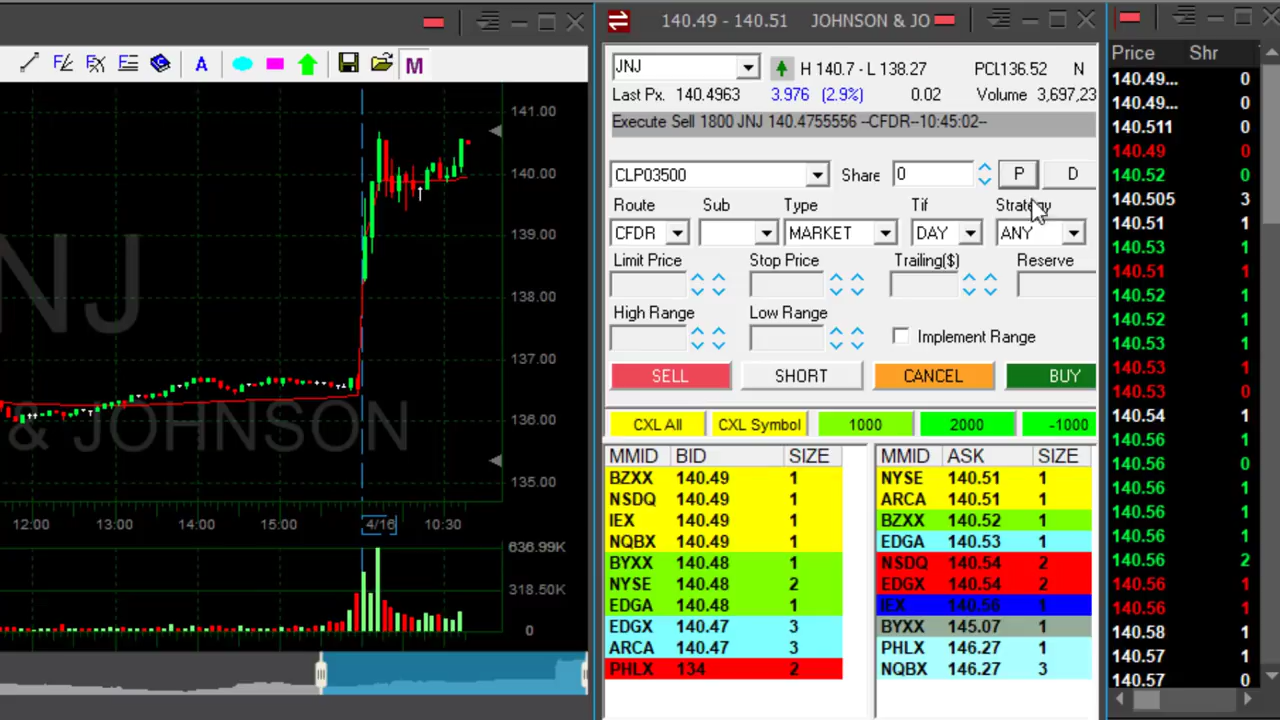 140.49 - 140.51 JOHNSON & JO
A
M
141.00
140.00
139.00
138.00
137.00
136.00
135.00
NJ
& JOHNSON
12:00 13:00 14:00 15:00 4/16 10:30
636.99K
318.50K
0
JNJ H 140.7 - L 138.27 PCL136.52 N
Last Px. 140.4963 3.976 (2.9%) 0.02 Volume 3,697,23
Execute Sell 1800 JNJ 140.4755556 --CFDR--10:45:02--
CLP03500 Share 0 P D
Route Sub Type Tif Strategy
CFDR MARKET DAY ANY
Limit Price Stop Price Trailing($) Reserve
High Range Low Range
Implement Range
SELL SHORT CANCEL BUY
CXL All CXL Symbol 1000 2000 -1000
MMID BID SIZE MMID ASK SIZE
BZXX 140.49 1 NYSE 140.51 1
NSDQ 140.49 1 ARCA 140.51 1
IEX 140.49 1 BZXX 140.52 1
NQBX 140.49 1 EDGA 140.53 1
BYXX 140.48 1 NSDQ 140.54 2
NYSE 140.48 2 EDGX 140.54 2
EDGA 140.48 1 IEX 140.56 1
EDGX 140.47 3 BYXX 145.07 1
ARCA 140.47 3 PHLX 146.27 1
PHLX 134 2 NQBX 146.27 3
Price Shr
140.49... 0
140.49... 0
140.511 0
140.49 0
140.52 0
140.505 3
140.51 1
140.53 1
140.51 1
140.52 1
140.52 1
140.53 1
140.53 1
140.53 0
140.54 1
140.56 1
140.56 0
140.56 1
140.56 1
140.56 1
140.56 2
140.56 1
140.56 1
140.58 1
140.57 1
140.57 0